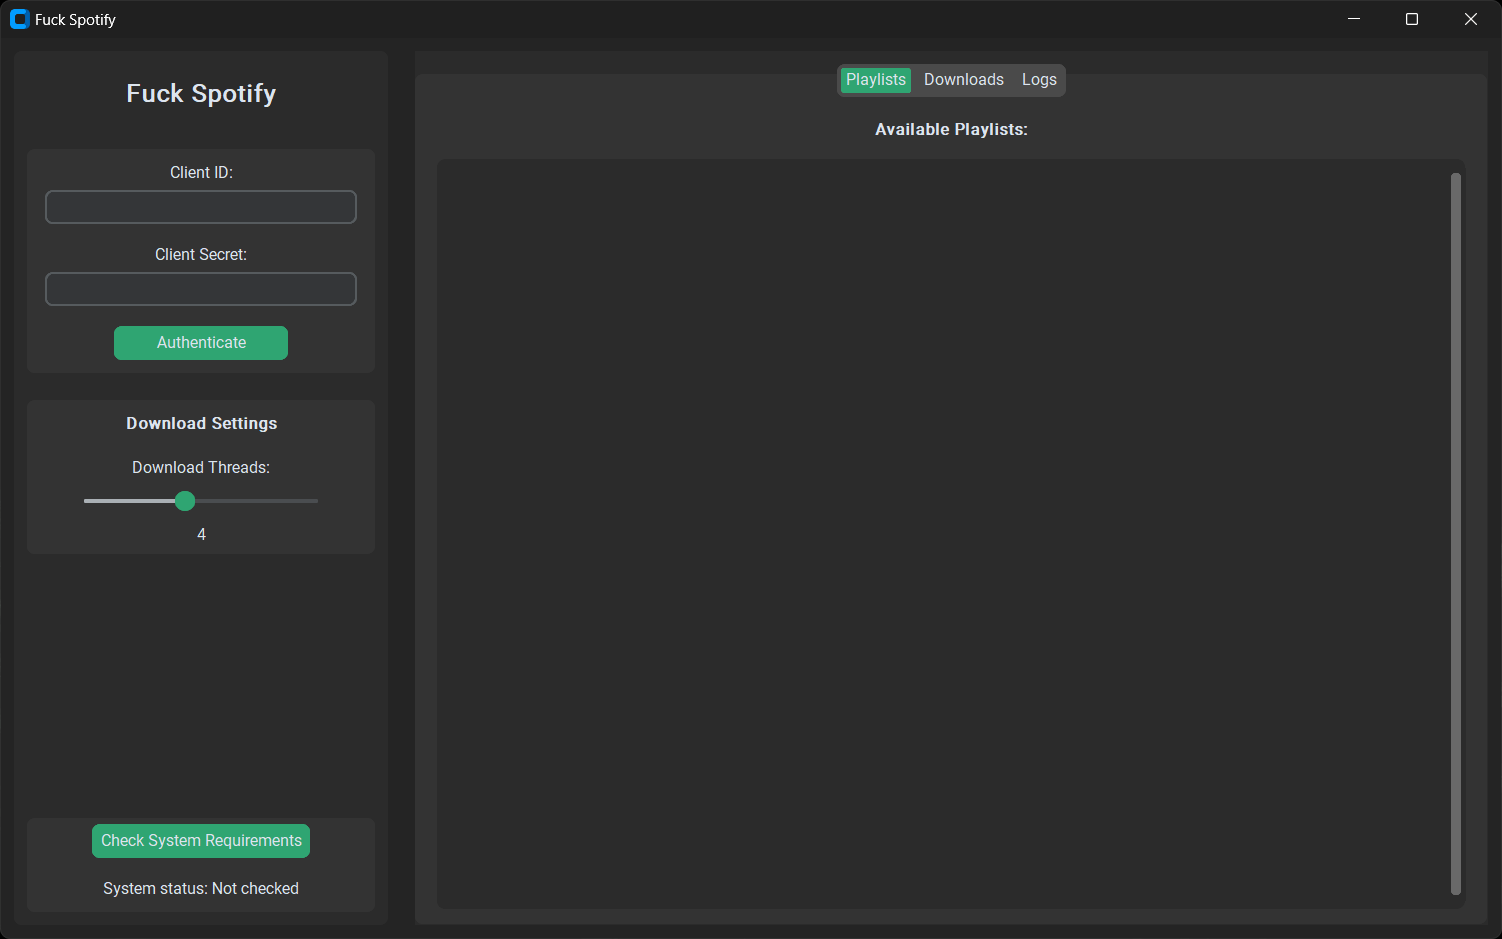 Fuck Spotify
Fuck Spotify
Client ID:
Client Secret:
Authenticate
Download Settings
Download Threads:
4
Check System Requirements
System status: Not checked
Playlists Downloads Logs
Available Playlists: